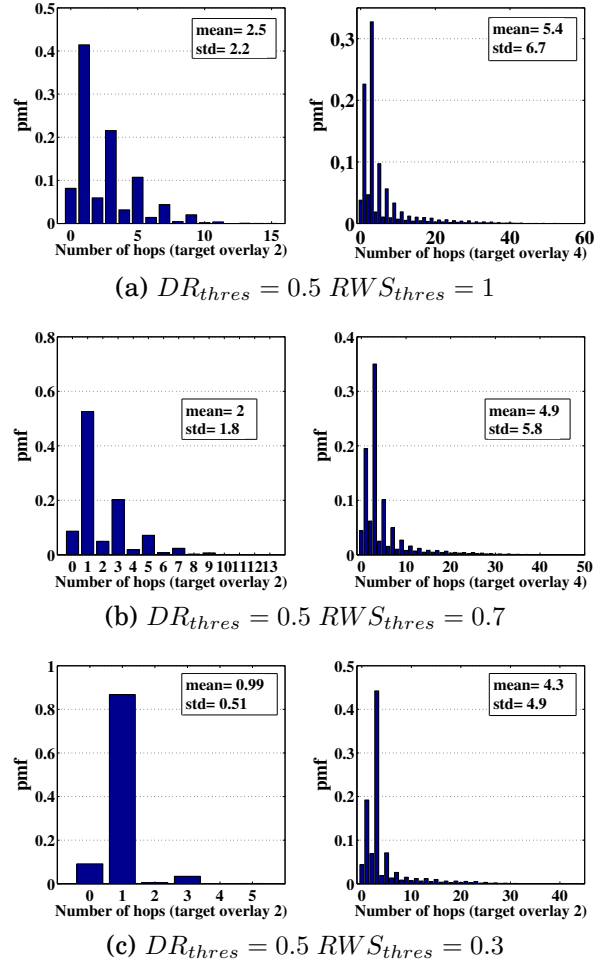 0.5
0.4
0.3
0.2
0.1
0
pmf
mean= 2.5
std= 2.2
0 5 10 15
Number of hops (target overlay 2)
0,3
0,2
0,1
0
pmf
mean= 5.4
std= 6.7
0 20 40 60
Number of hops (target overlay 4)
(a) DR_thres = 0.5 RWS_thres = 1
0.8
0.6
0.4
0.2
0
pmf
mean= 2
std= 1.8
0 1 2 3 4 5 6 7 8 9 10 11 12 13
Number of hops (target overlay 2)
0.4
0.3
0.2
0.1
0
pmf
mean= 4.9
std= 5.8
0 10 20 30 40 50
Number of hops (target overlay 4)
(b) DR_thres = 0.5 RWS_thres = 0.7
1
0.8
0.6
0.4
0.2
0
pmf
mean= 0.99
std= 0.51
0 1 2 3 4 5
Number of hops (target overlay 2)
0.5
0.4
0.3
0.2
0.1
0
pmf
mean= 4.3
std= 4.9
0 10 20 30 40
Number of hops (target overlay 2)
(c) DR_thres = 0.5 RWS_thres = 0.3